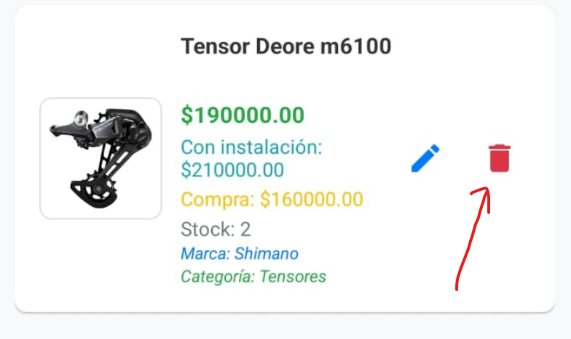 Tensor Deore m6100
$190000.00
Con instalación:
$210000.00
Compra: $160000.00
Stock: 2
Marca: Shimano
Categoría: Tensores